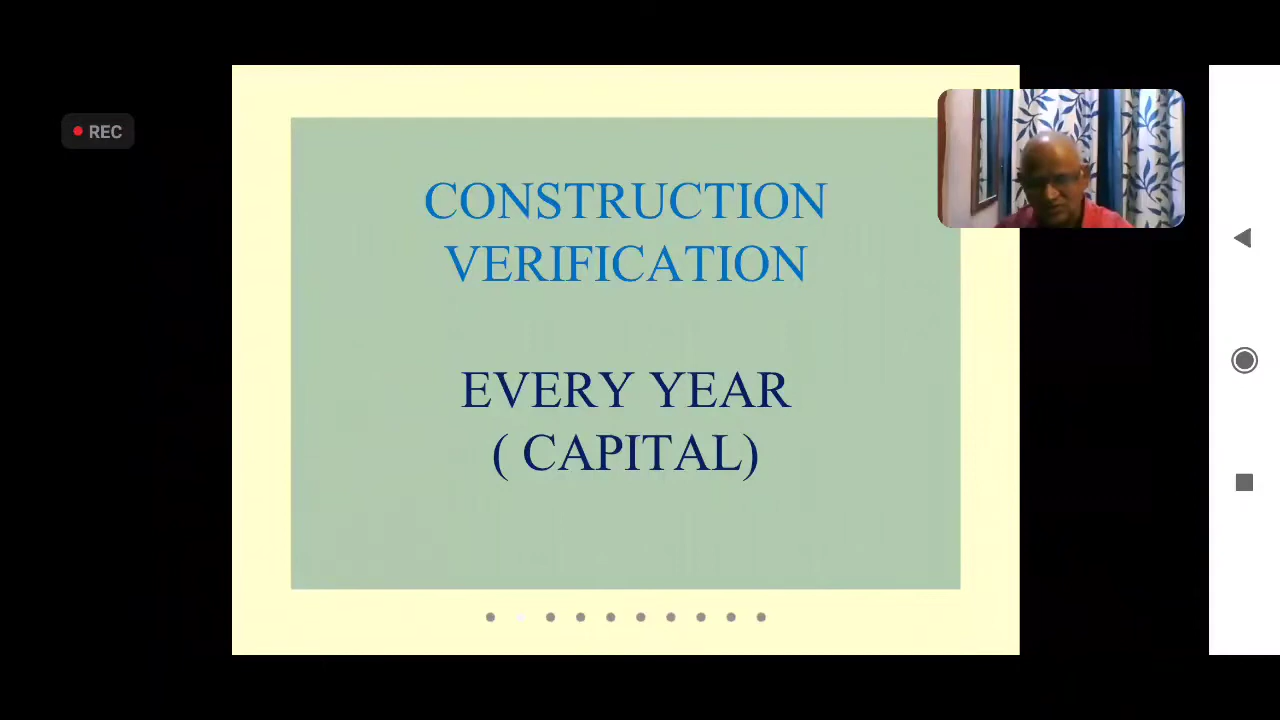 REC
CONSTRUCTION
VERIFICATION
EVERY YEAR
( CAPITAL)